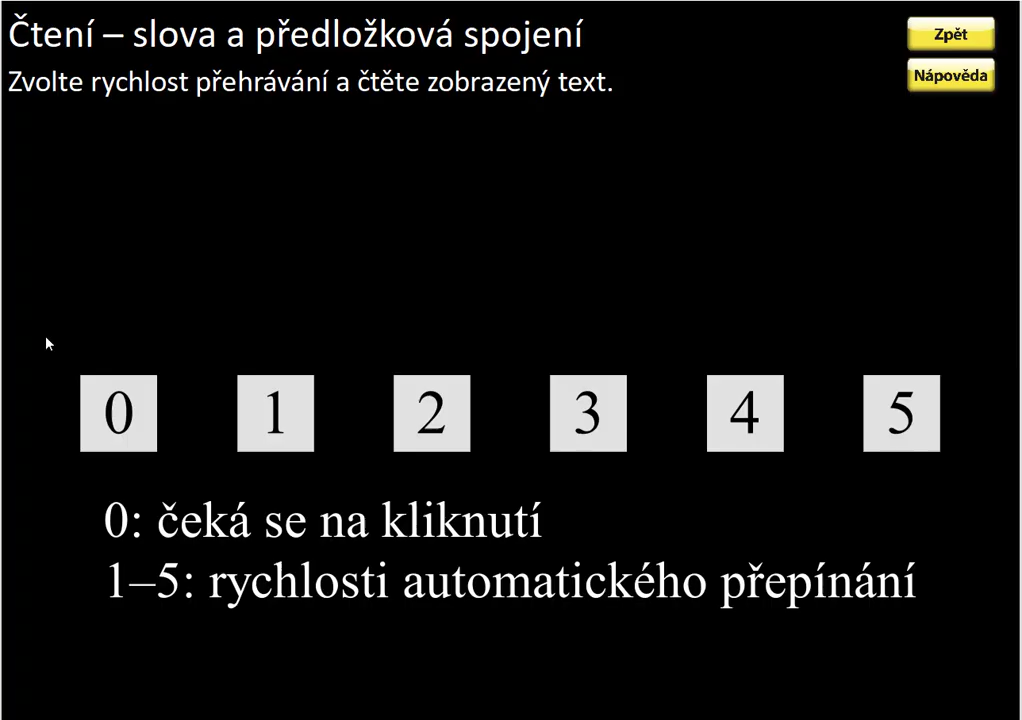 Čtení – slova a předložková spojení
Zpět
Zvolte rychlost přehrávání a čtěte zobrazený text.
Nápověda
0 1 2 3 4 5
0: čeká se na kliknutí
1–5: rychlosti automatického přepínání